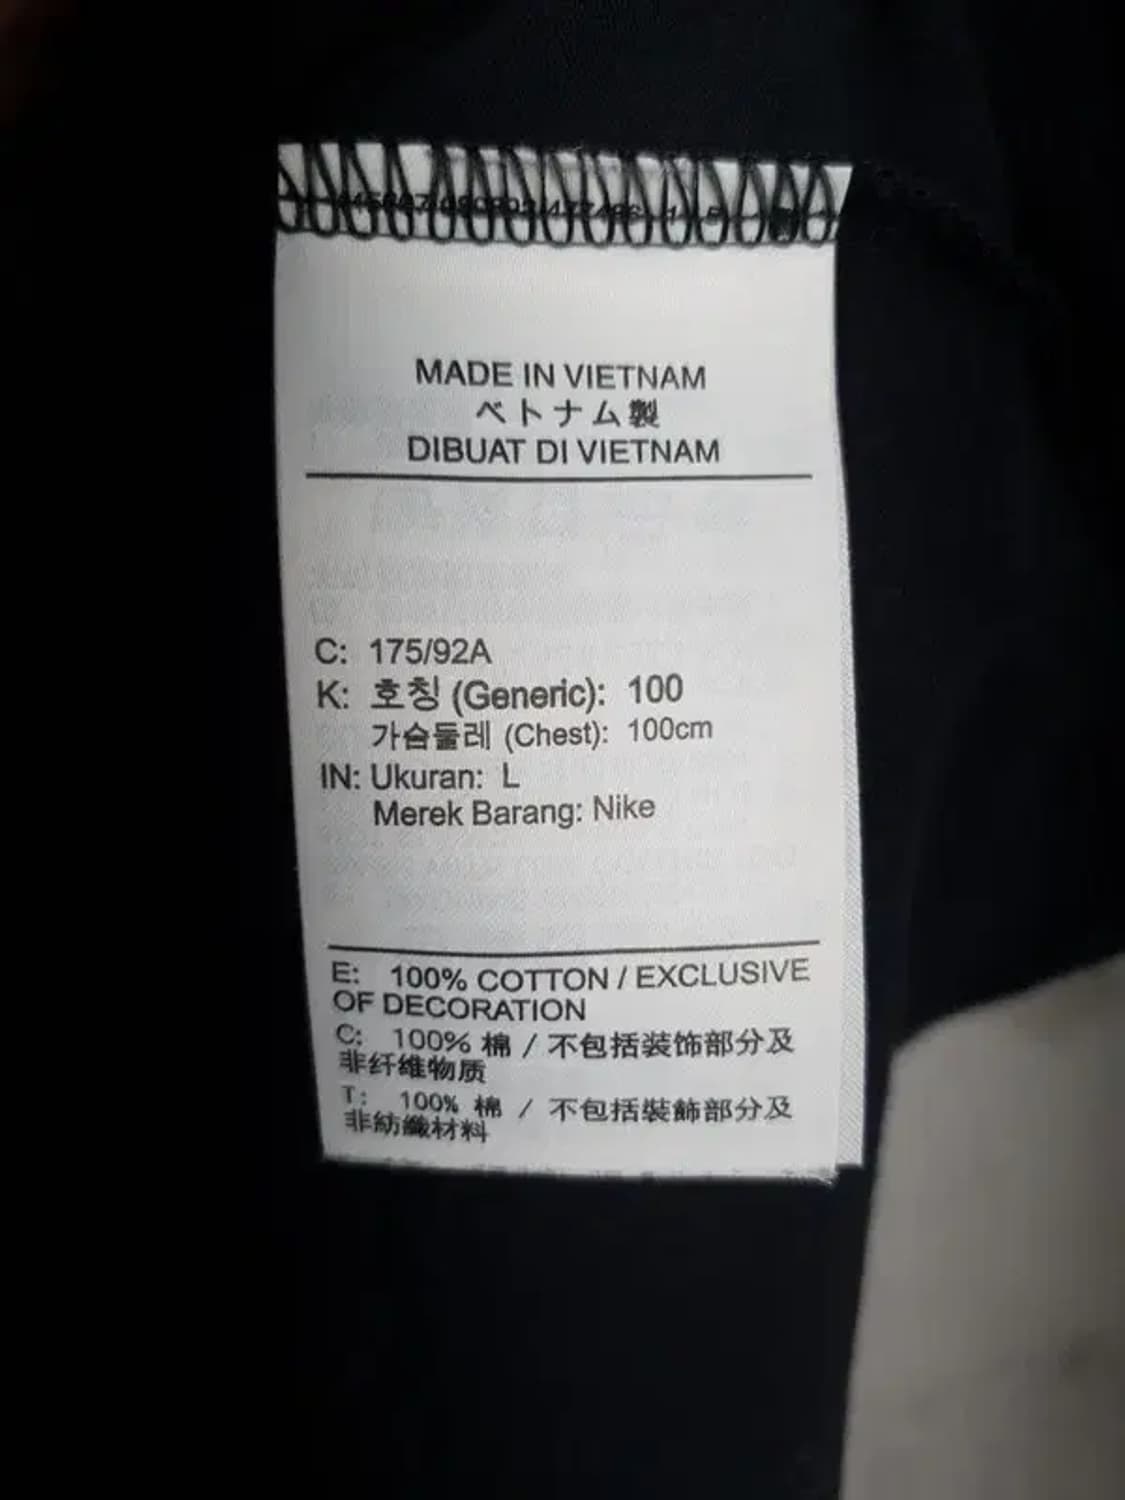 MADE IN VIETNAM
ベトナム製
DIBUAT DI VIETNAM
C: 175/92A
K: 호칭 (Generic): 100
가슴둘레 (Chest): 100cm
IN: Ukuran: L
Merek Barang: Nike
E: 100% COTTON / EXCLUSIVE
OF DECORATION
C: 100% 棉 / 不包括装饰部分及
非纤维物质
T: 100% 棉 / 不包括裝飾部分及
非紡織材料